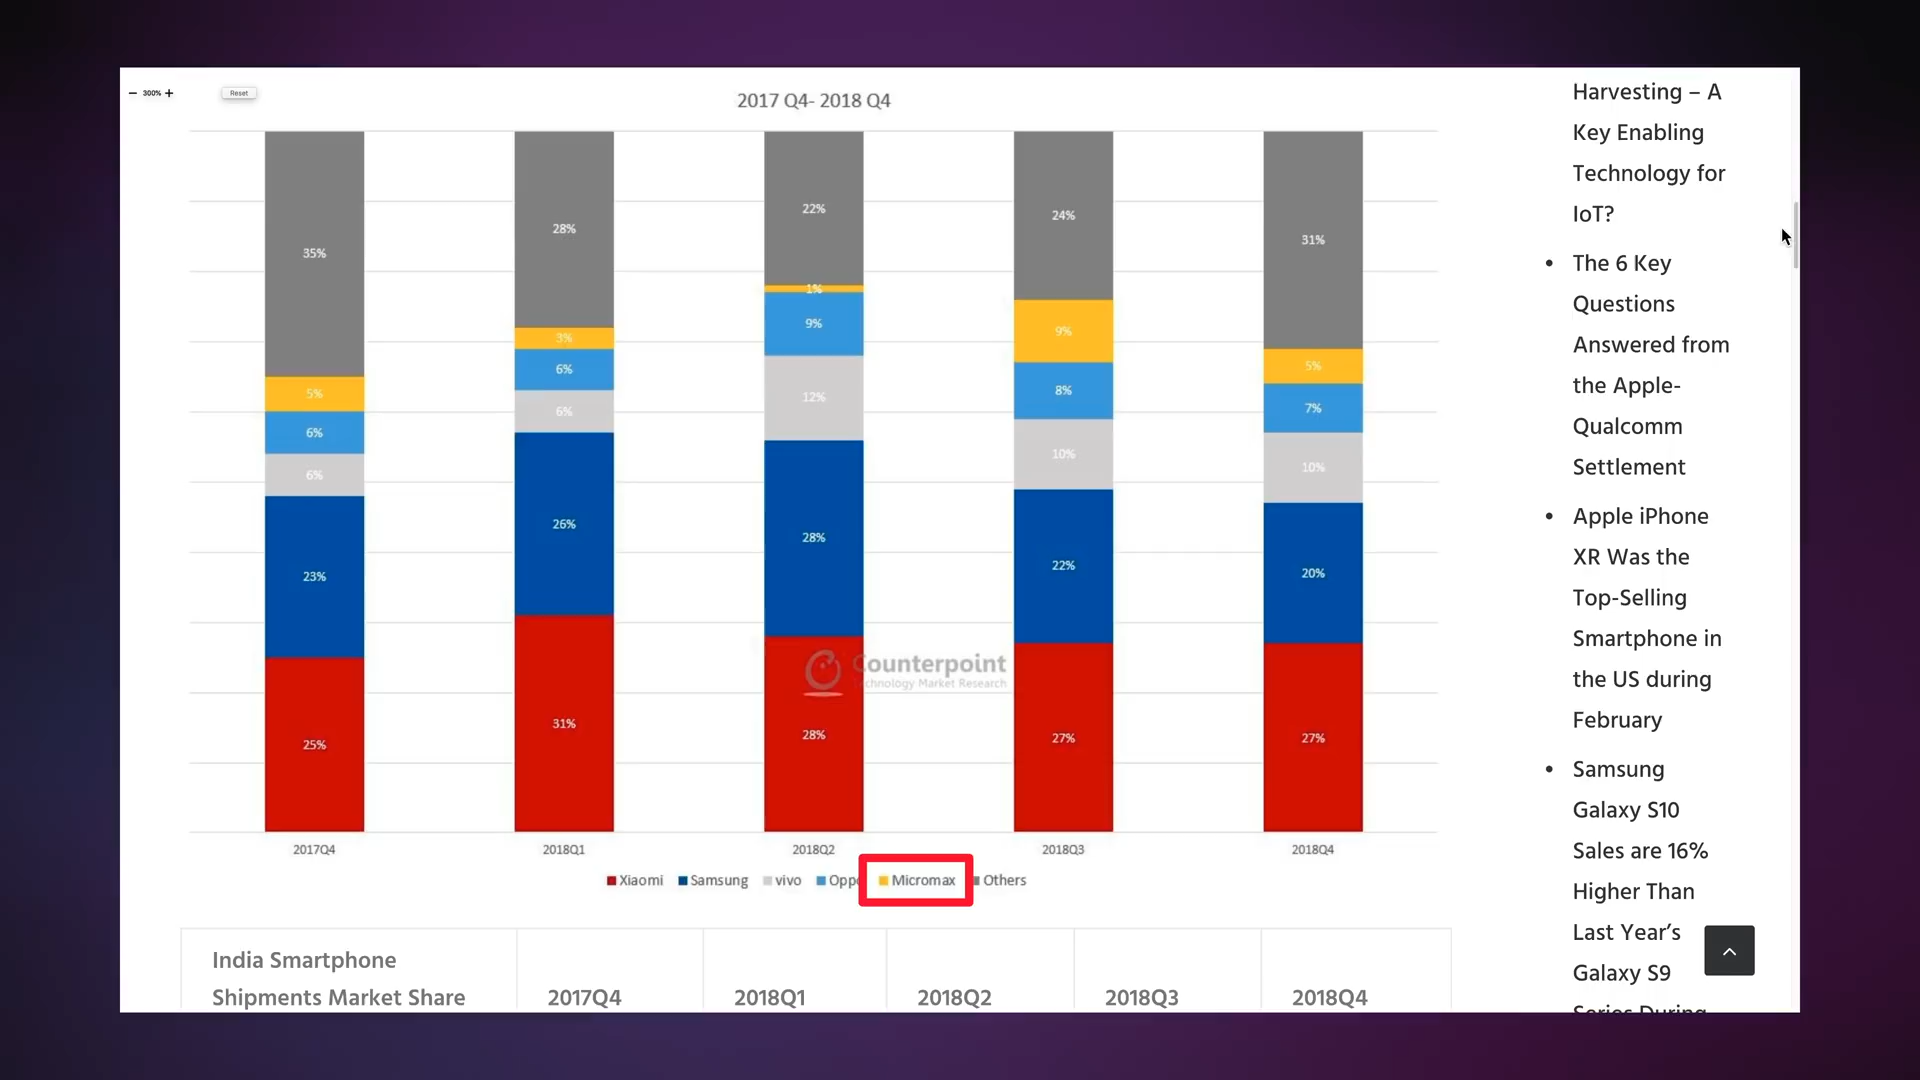 300%
Reset
2017 Q4- 2018 Q4
35%
28%
22%
24%
31%
5%
3%
1%
9%
5%
6%
6%
9%
8%
7%
6%
6%
12%
10%
10%
23%
26%
28%
22%
20%
25%
31%
28%
27%
27%
Counterpoint
Technology Market Research
2017Q4
2018Q1
2018Q2
2018Q3
2018Q4
Xiaomi Samsung vivo Oppo Micromax Others
India Smartphone
Shipments Market Share 2017Q4 2018Q1 2018Q2 2018Q3 2018Q4
Harvesting – A
Key Enabling
Technology for
IoT?
• The 6 Key
Questions
Answered from
the Apple-
Qualcomm
Settlement
• Apple iPhone
XR Was the
Top-Selling
Smartphone in
the US during
February
• Samsung
Galaxy S10
Sales are 16%
Higher Than
Last Year's
Galaxy S9
Series During